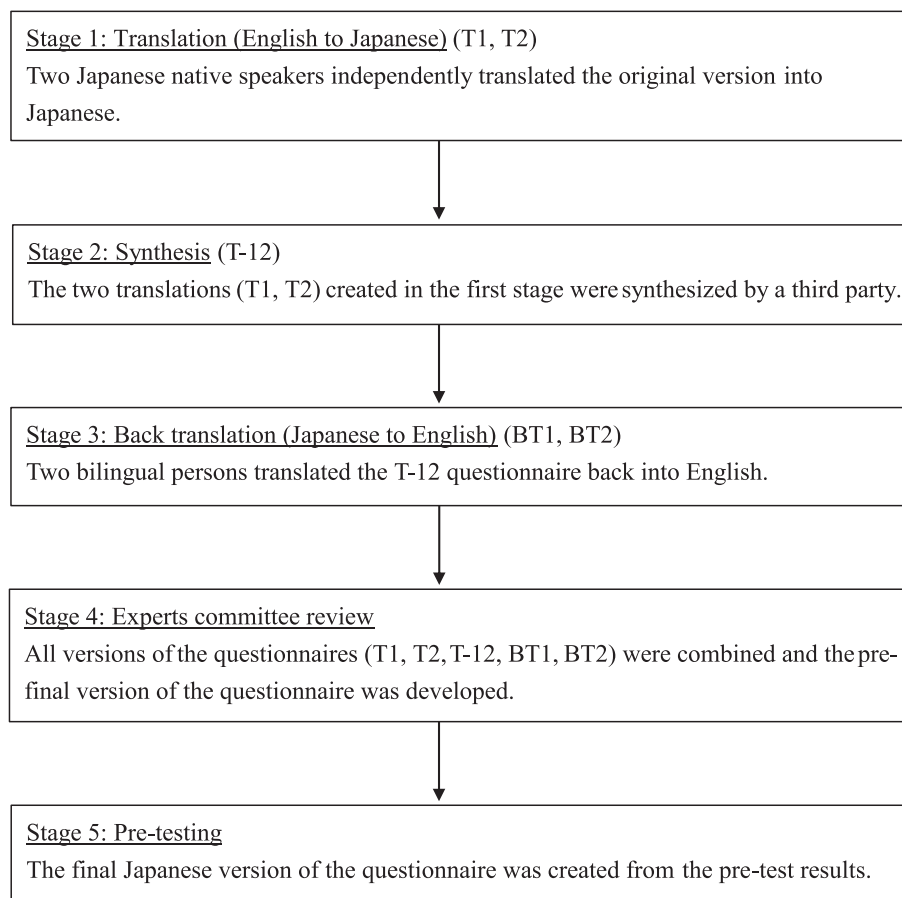 Stage 1: Translation (English to Japanese) (T1, T2)
Two Japanese native speakers independently translated the original version into
Japanese.
Stage 2: Synthesis (T-12)
The two translations (T1, T2) created in the first stage were synthesized by a third party.
Stage 3: Back translation (Japanese to English) (BT1, BT2)
Two bilingual persons translated the T-12 questionnaire back into English.
Stage 4: Experts committee review
All versions of the questionnaires (T1, T2, T-12, BT1, BT2) were combined and the pre-
final version of the questionnaire was developed.
Stage 5: Pre-testing
The final Japanese version of the questionnaire was created from the pre-test results.